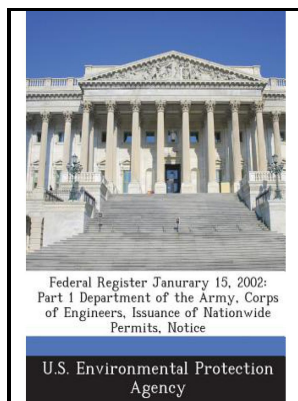 Federal Register Janurary 15, 2002:
Part 1 Department of the Army, Corps
of Engineers, Issuance of Nationwide
Permits, Notice
U.S. Environmental Protection
Agency